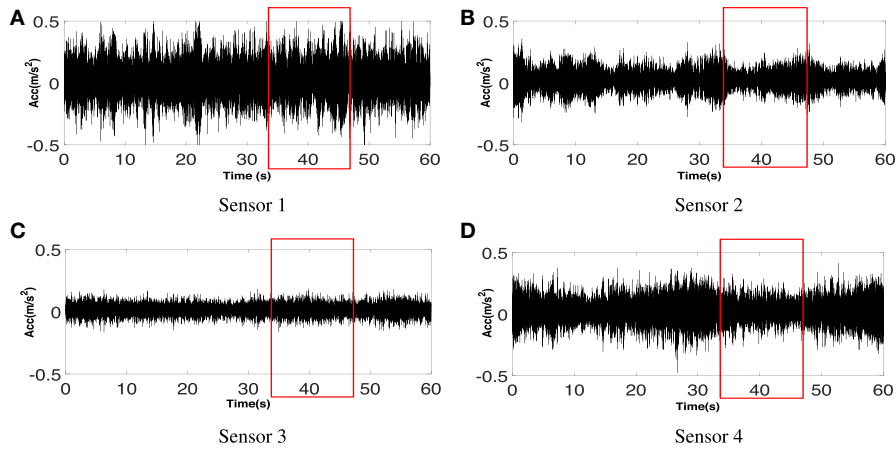 A
0.5
0
-0.5
Acc(m/s²)
0 10 20 30 40 50 60
Time (s)
Sensor 1
B
0.5
0
-0.5
Acc(m/s²)
0 10 20 30 40 50 60
Time(s)
Sensor 2
C
0.5
0
-0.5
Acc(m/s²)
0 10 20 30 40 50 60
Time(s)
Sensor 3
D
0.5
0
-0.5
Acc(m/s²)
0 10 20 30 40 50 60
Time(s)
Sensor 4